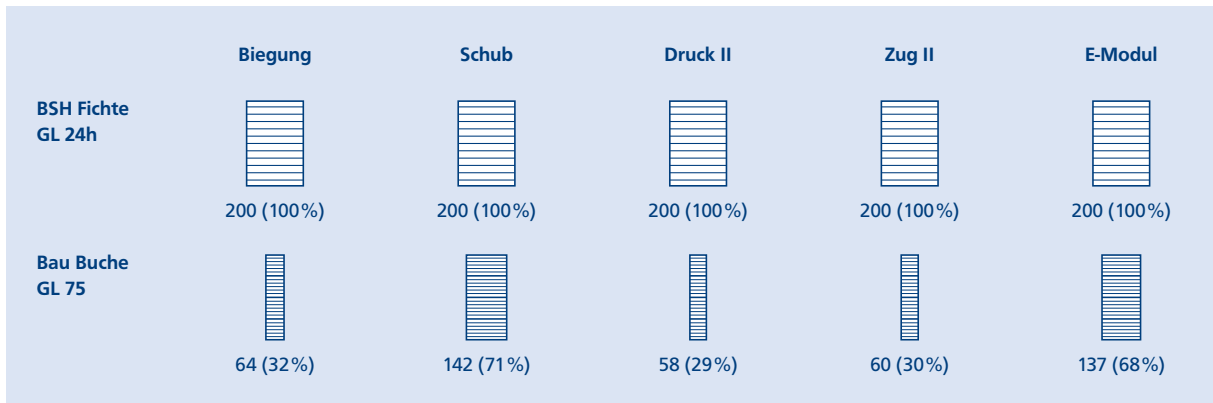 Biegung Schub Druck II Zug II E-Modul
BSH Fichte
GL 24h
200 (100%) 200 (100%) 200 (100%) 200 (100%) 200 (100%)
Bau Buche
GL 75
64 (32%) 142 (71%) 58 (29%) 60 (30%) 137 (68%)